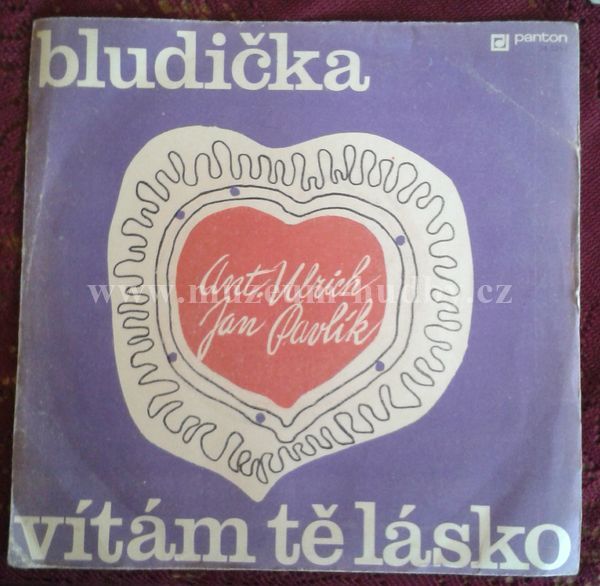 bludička
panton
Ant. Ulrich,
www.muzeum-hudby.cz
Jan Pavlík
vítám tě lásko